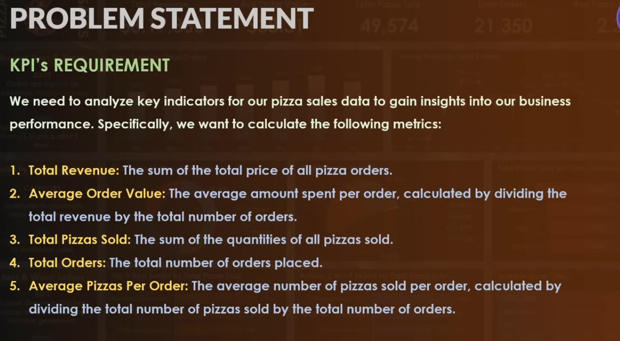 PROBLEM STATEMENT
49,574
21,350
KPI's REQUIREMENT
We need to analyze key indicators for our pizza sales data to gain insights into our business
performance. Specifically, we want to calculate the following metrics:
1. Total Revenue: The sum of the total price of all pizza orders.
2. Average Order Value: The average amount spent per order, calculated by dividing the
total revenue by the total number of orders.
3. Total Pizzas Sold: The sum of the quantities of all pizzas sold.
4. Total Orders: The total number of orders placed.
5. Average Pizzas Per Order: The average number of pizzas sold per order, calculated by
dividing the total number of pizzas sold by the total number of orders.